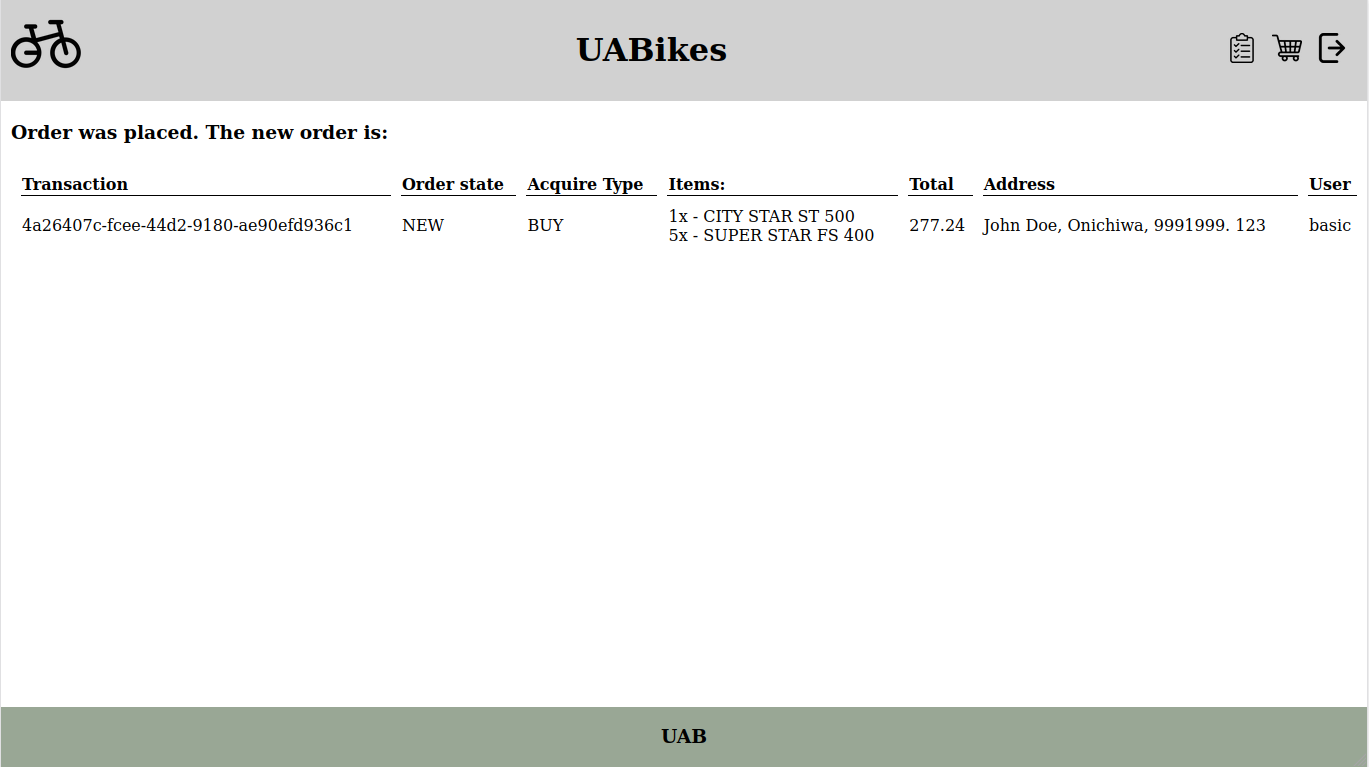 UABikes
Order was placed. The new order is:
Transaction Order state Acquire Type Items: Total Address User
4a26407c-fcee-44d2-9180-ae90efd936c1 NEW BUY 1x - CITY STAR ST 500 277.24 John Doe, Onichiwa, 9991999. 123 basic
5x - SUPER STAR FS 400
UAB